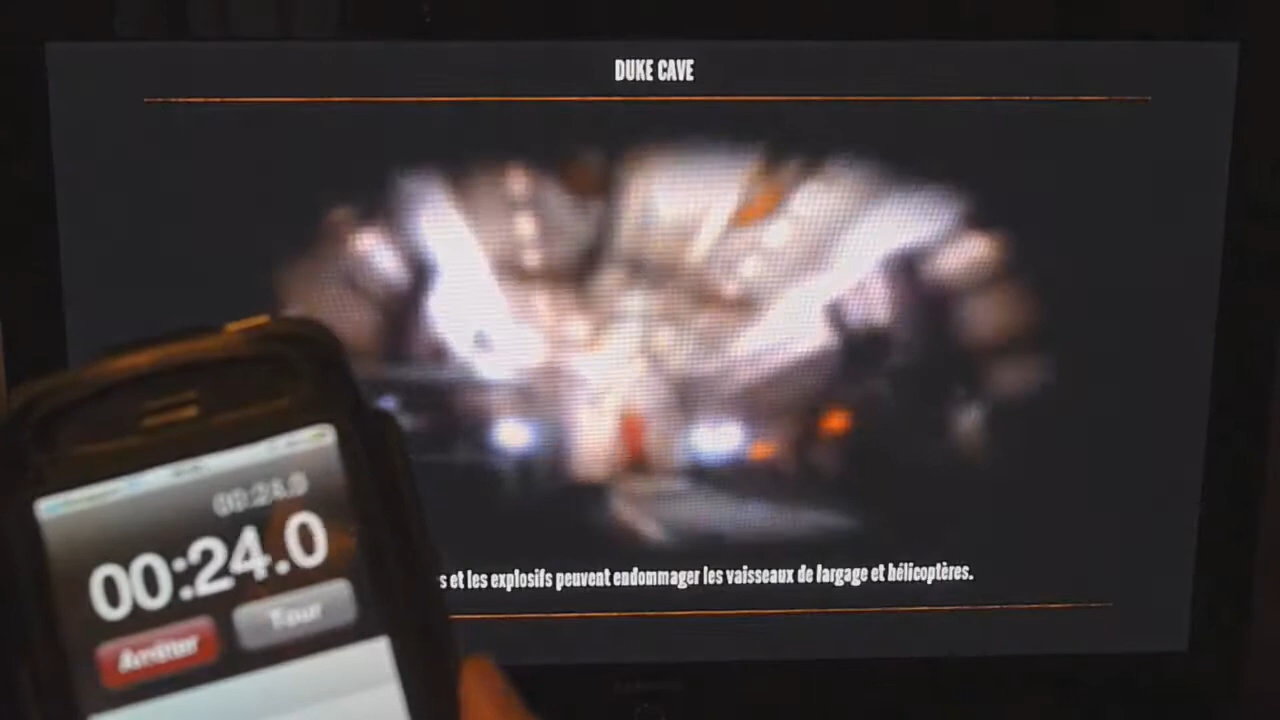 DUKE CAVE
s et les explosifs peuvent endommager les vaisseaux de largage et hélicoptères.
00:24.0
00:24.0
Arrêter
Tour